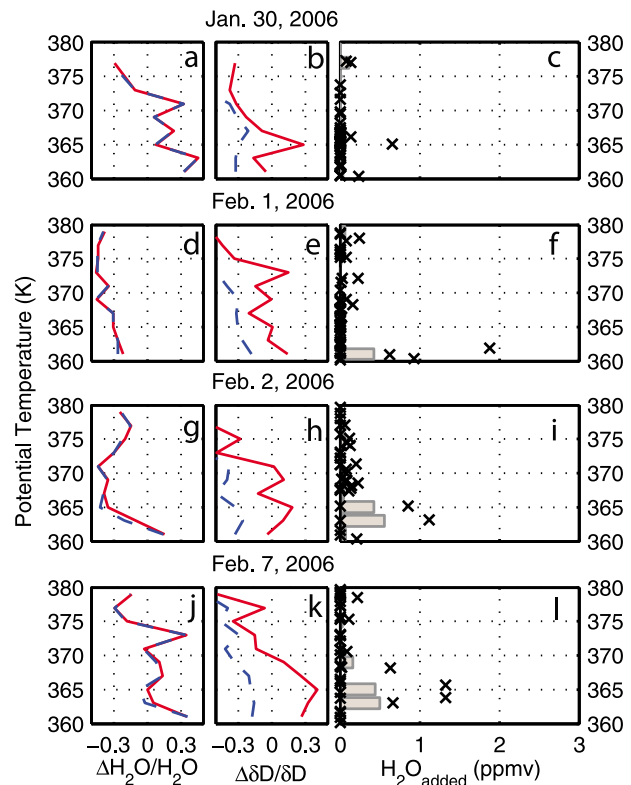 Jan. 30, 2006
380 a b c 380
375 375
370 370
365 365
360 360
Feb. 1, 2006
380 d e f 380
375 375
370 370
365 365
360 360
Feb. 2, 2006
380 g h i 380
375 375
370 370
365 365
360 360
Feb. 7, 2006
380 j k l 380
375 375
370 370
365 365
360 360
Potential Temperature (K)
−0.3 0 0.3 −0.3 0 0.3 0 1 2 3
ΔH₂O/H₂O ΔδD/δD H₂O_added (ppmv)